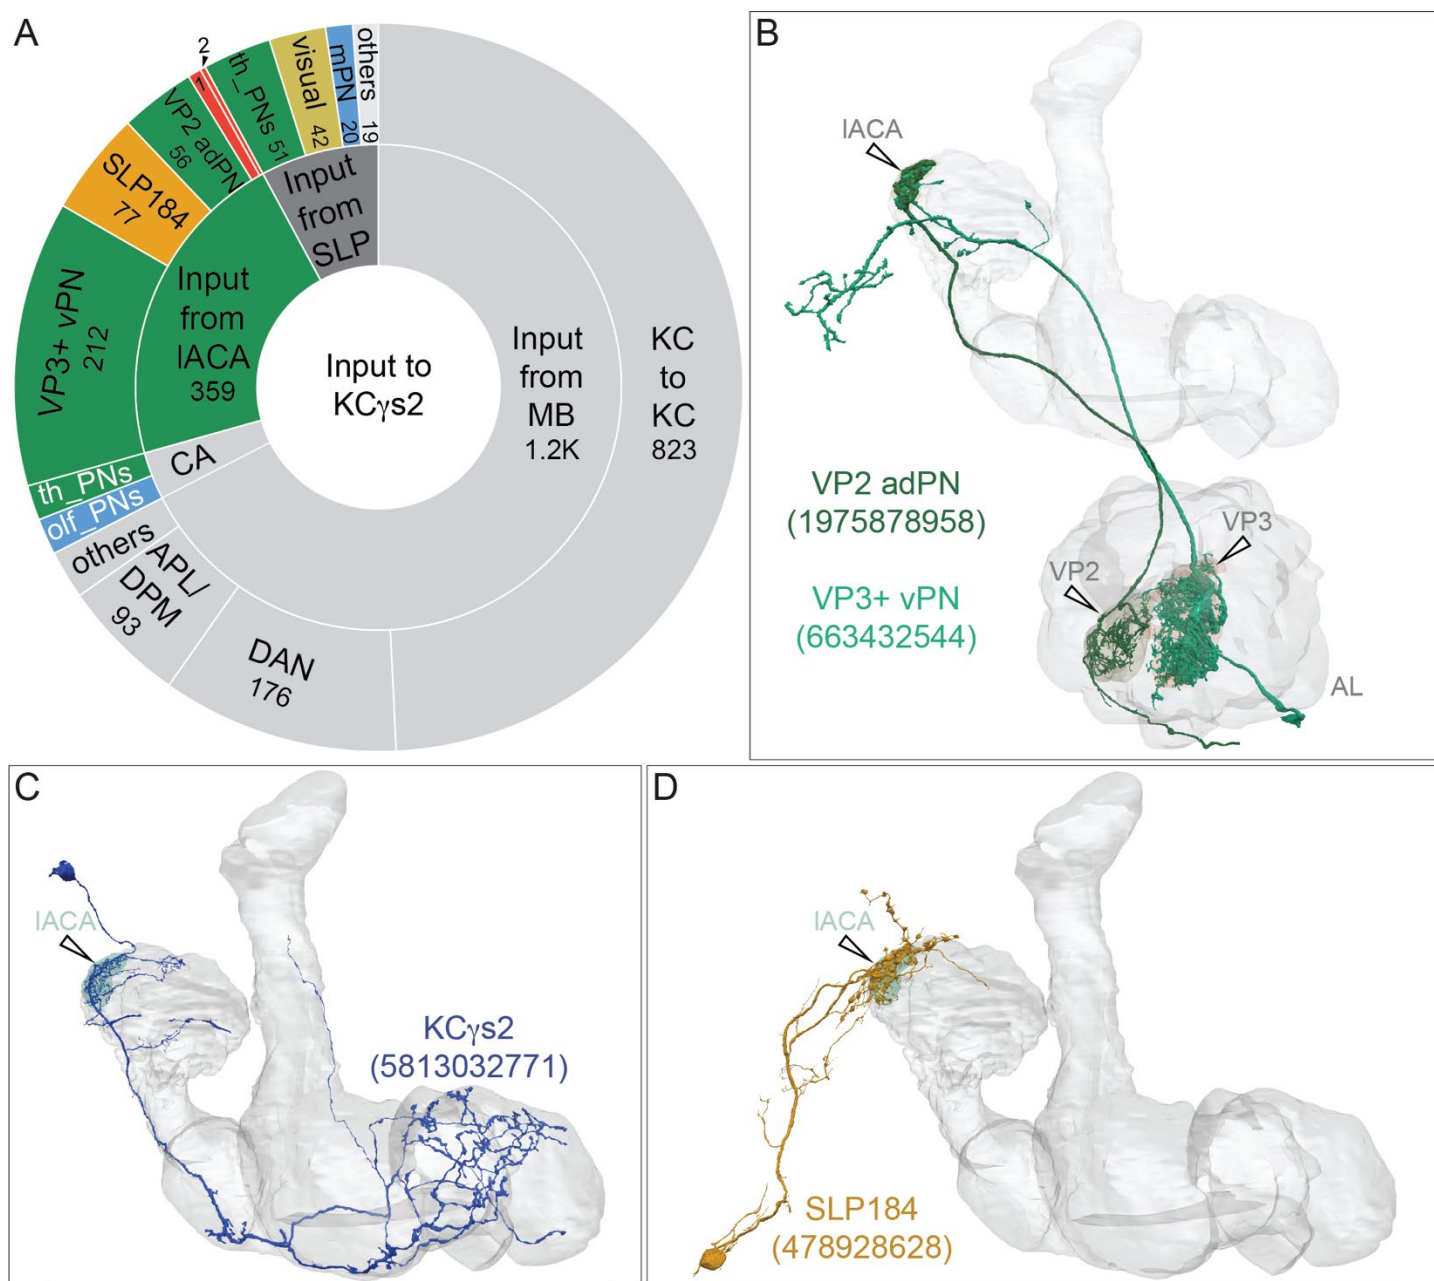 A
Input to
KCγs2
Input
from
MB
1.2K
KC
to
KC
823
DAN
176
APL/
DPM
93
others
CA
olf_PNs
th_PNs
Input
from
lACA
359
VP3+ vPN
212
SLP184
77
VP2 adPN
56
1
2
Input
from
SLP
th_PNs 51
visual 42
mPN 20
others 19
B
lACA
VP2 adPN
(1975878958)
VP3+ vPN
(663432544)
VP3
VP2
AL
C
lACA
KCγs2
(5813032771)
D
lACA
SLP184
(478928628)